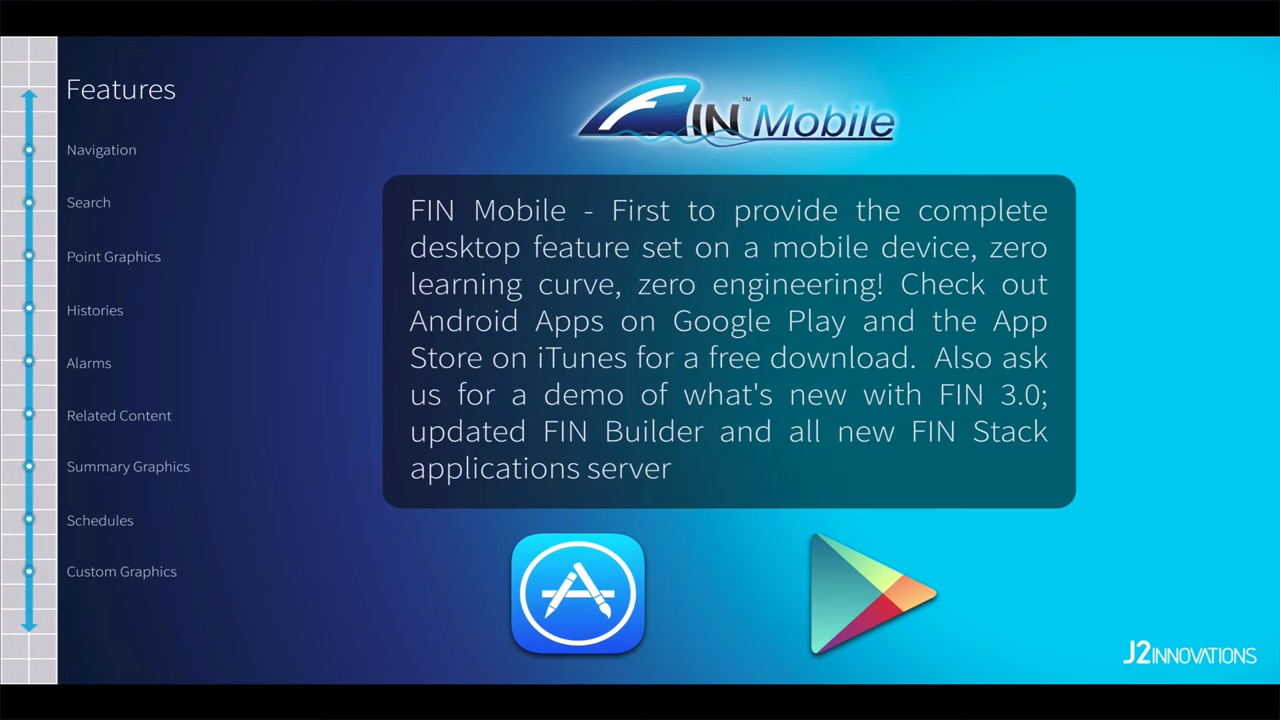 Features
Navigation
Search
Point Graphics
Histories
Alarms
Related Content
Summary Graphics
Schedules
Custom Graphics
FIN™ Mobile
FIN Mobile - First to provide the complete
desktop feature set on a mobile device, zero
learning curve, zero engineering! Check out
Android Apps on Google Play and the App
Store on iTunes for a free download.  Also ask
us for a demo of what's new with FIN 3.0;
updated FIN Builder and all new FIN Stack
applications server
J2INNOVATIONS